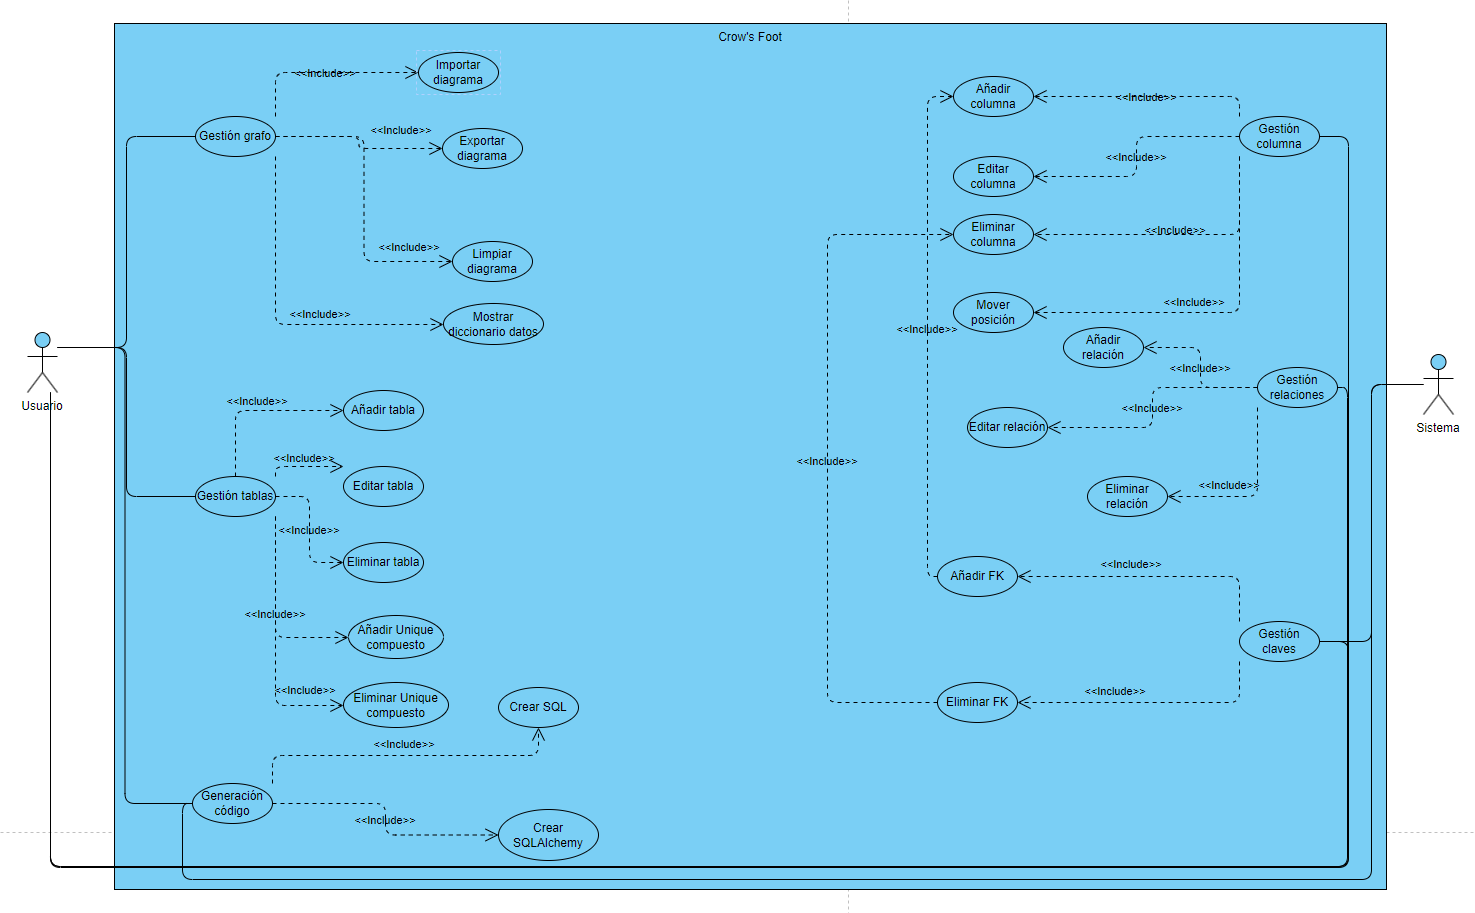 Crow's Foot
Importar
diagrama
<<Include>>
Gestión grafo
<<Include>>
Exportar
diagrama
<<Include>>
Limpiar
diagrama
<<Include>>
Mostrar
diccionario datos
Usuario
<<Include>>
Añadir tabla
<<Include>>
Editar tabla
Gestión tablas
<<Include>>
Eliminar tabla
<<Include>>
Añadir Unique
compuesto
<<Include>>
Eliminar Unique
compuesto
Crear SQL
<<Include>>
Generación
código
<<Include>>
Crear
SQLAlchemy
Añadir
columna
<<Include>>
Gestión
columna
<<Include>>
Editar
columna
Eliminar
columna
<<Include>>
Mover
posición
<<Include>>
<<Include>>
Añadir
relación
<<Include>>
Gestión
relaciones
<<Include>>
Editar relación
Sistema
<<Include>>
<<Include>>
Eliminar
relación
Añadir FK
<<Include>>
Gestión
claves
<<Include>>
Eliminar FK